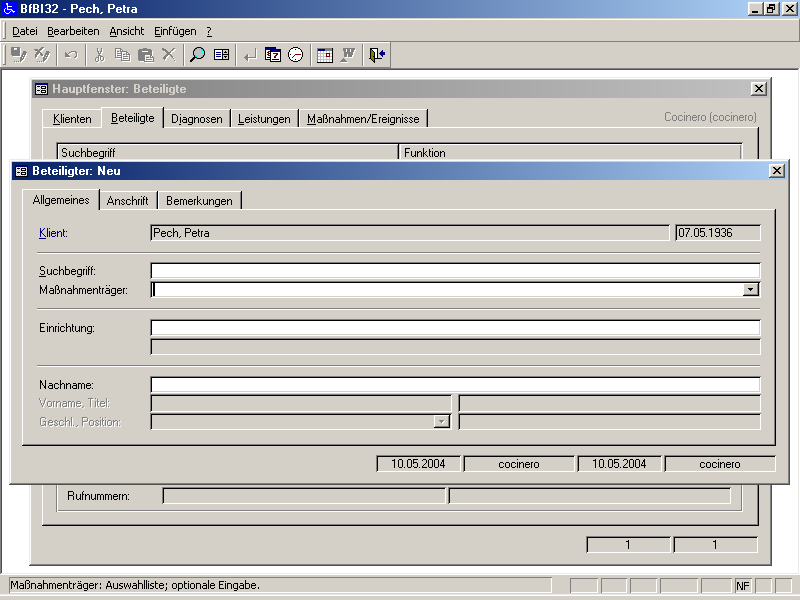 BfBI32 - Pech, Petra
Datei Bearbeiten Ansicht Einfügen ?
Hauptfenster: Beteiligte
Klienten Beteiligte Diagnosen Leistungen Maßnahmen/Ereignisse Cocinero (cocinero)
Suchbegriff Funktion
Beteiligter: Neu
Allgemeines Anschrift Bemerkungen
Klient: Pech, Petra 07.05.1936
Suchbegriff:
Maßnahmenträger:
Einrichtung:
Nachname:
Vorname, Titel:
Geschl., Position:
10.05.2004 cocinero 10.05.2004 cocinero
Rufnummern:
1 1
Maßnahmenträger: Auswahlliste; optionale Eingabe. NF